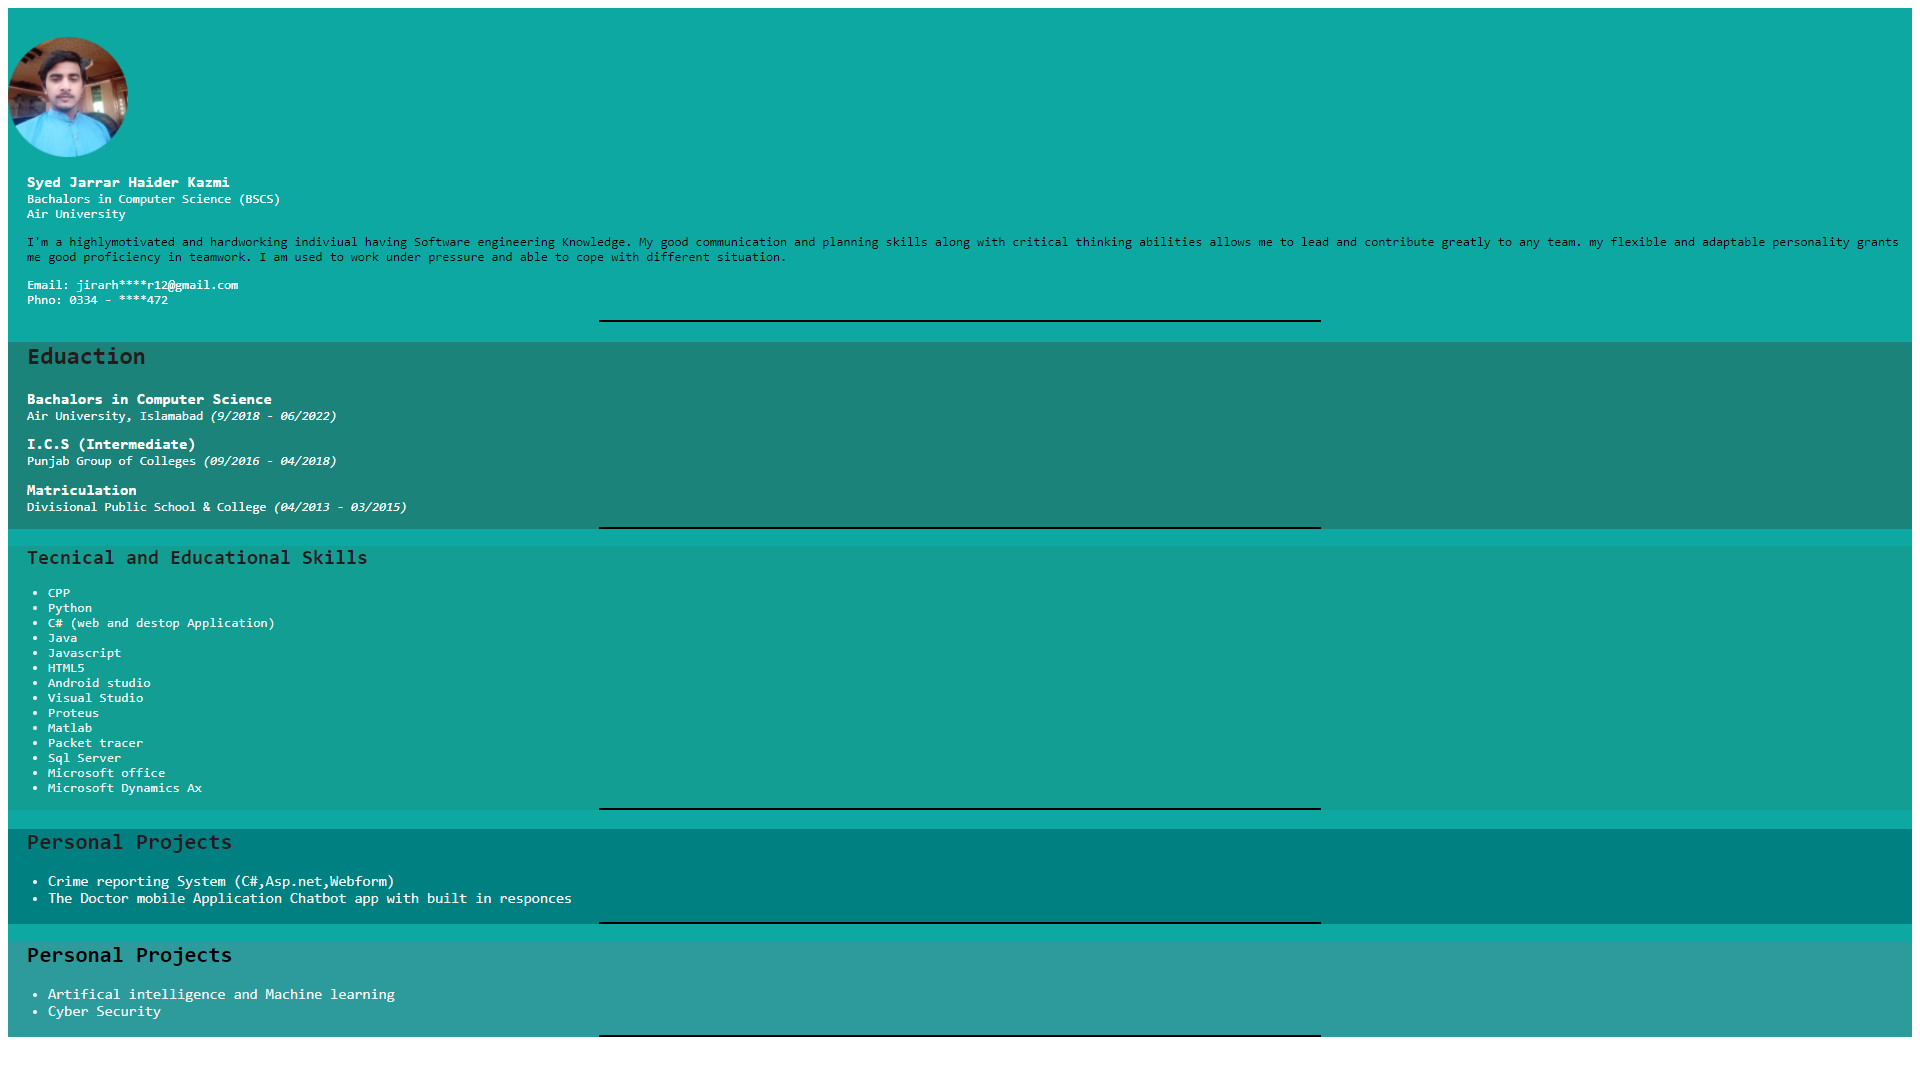 Syed Jarrar Haider Kazmi
Bachalors in Computer Science (BSCS)
Air University
I'm a highlymotivated and hardworking indiviual having Software engineering Knowledge. My good communication and planning skills along with critical thinking abilities allows me to lead and contribute greatly to any team. my flexible and adaptable personality grants
me good proficiency in teamwork. I am used to work under pressure and able to cope with different situation.
Email: jirarh****r12@gmail.com
Phno: 0334 - ****472
Eduaction
Bachalors in Computer Science
Air University, Islamabad (9/2018 - 06/2022)
I.C.S (Intermediate)
Punjab Group of Colleges (09/2016 - 04/2018)
Matriculation
Divisional Public School & College (04/2013 - 03/2015)
Tecnical and Educational Skills
• CPP
• Python
• C# (web and destop Application)
• Java
• Javascript
• HTML5
• Android studio
• Visual Studio
• Proteus
• Matlab
• Packet tracer
• Sql Server
• Microsoft office
• Microsoft Dynamics Ax
Personal Projects
• Crime reporting System (C#,Asp.net,Webform)
• The Doctor mobile Application Chatbot app with built in responces
Personal Projects
• Artifical intelligence and Machine learning
• Cyber Security